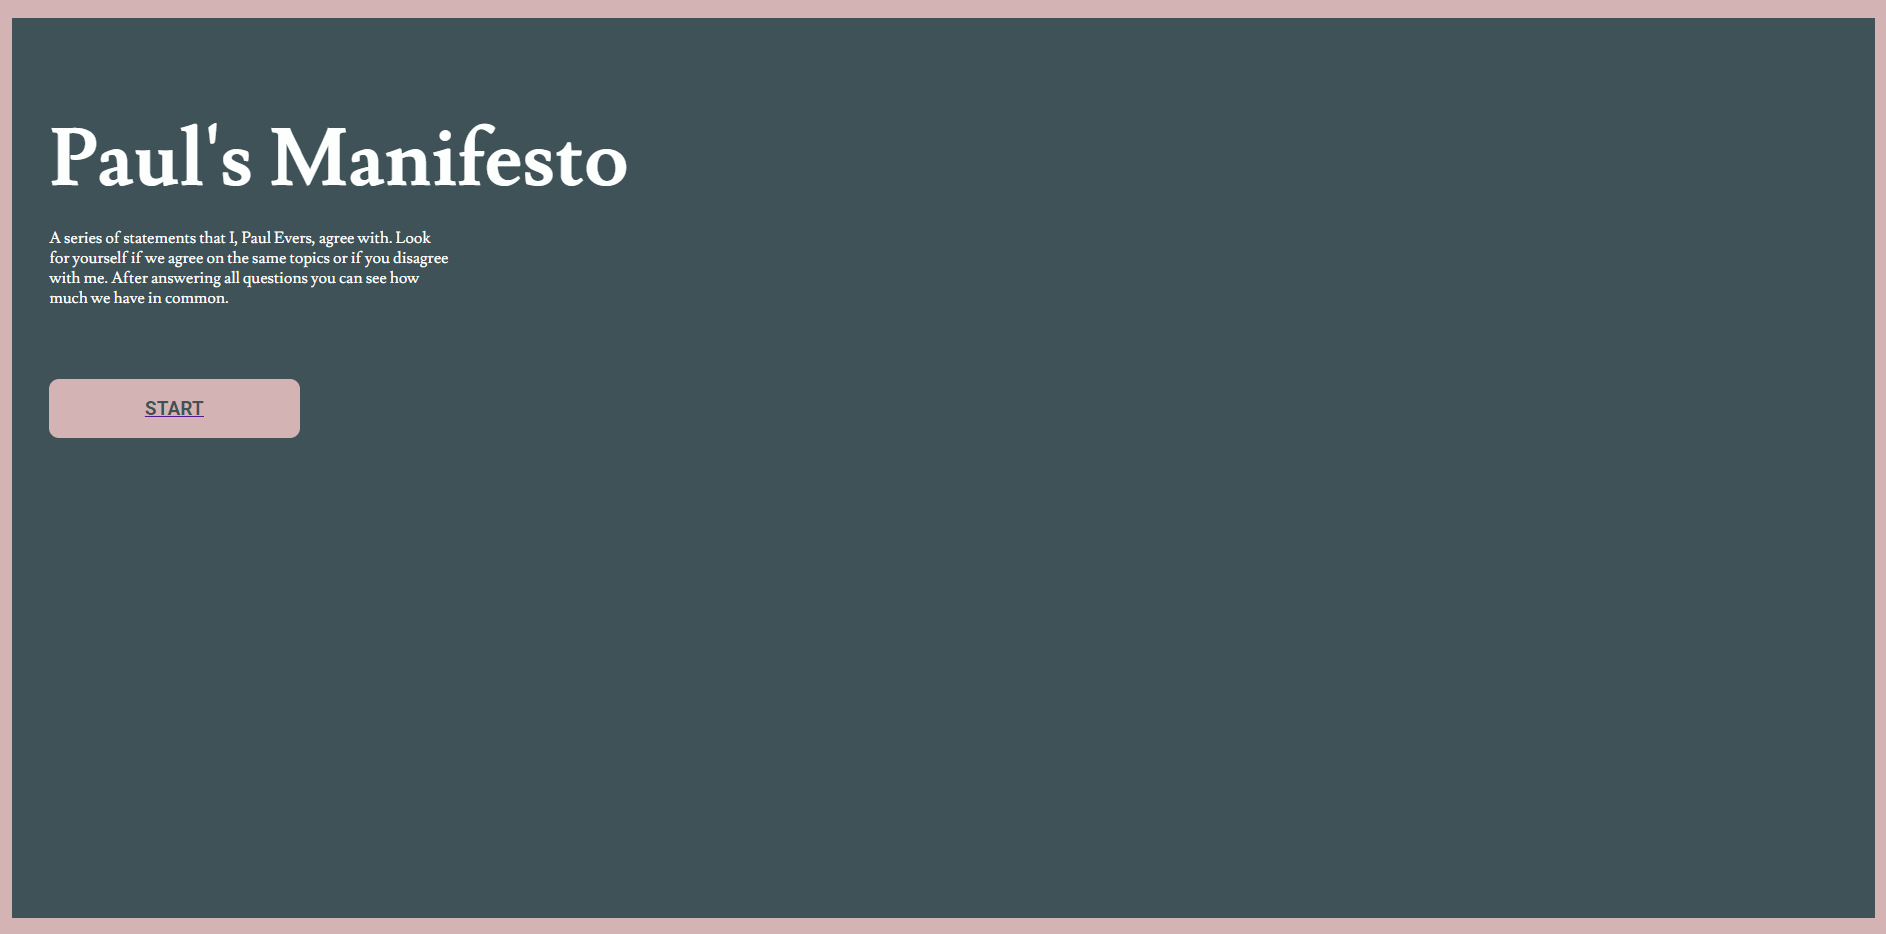 Paul's Manifesto
A series of statements that I, Paul Evers, agree with. Look
for yourself if we agree on the same topics or if you disagree
with me. After answering all questions you can see how
much we have in common.
START